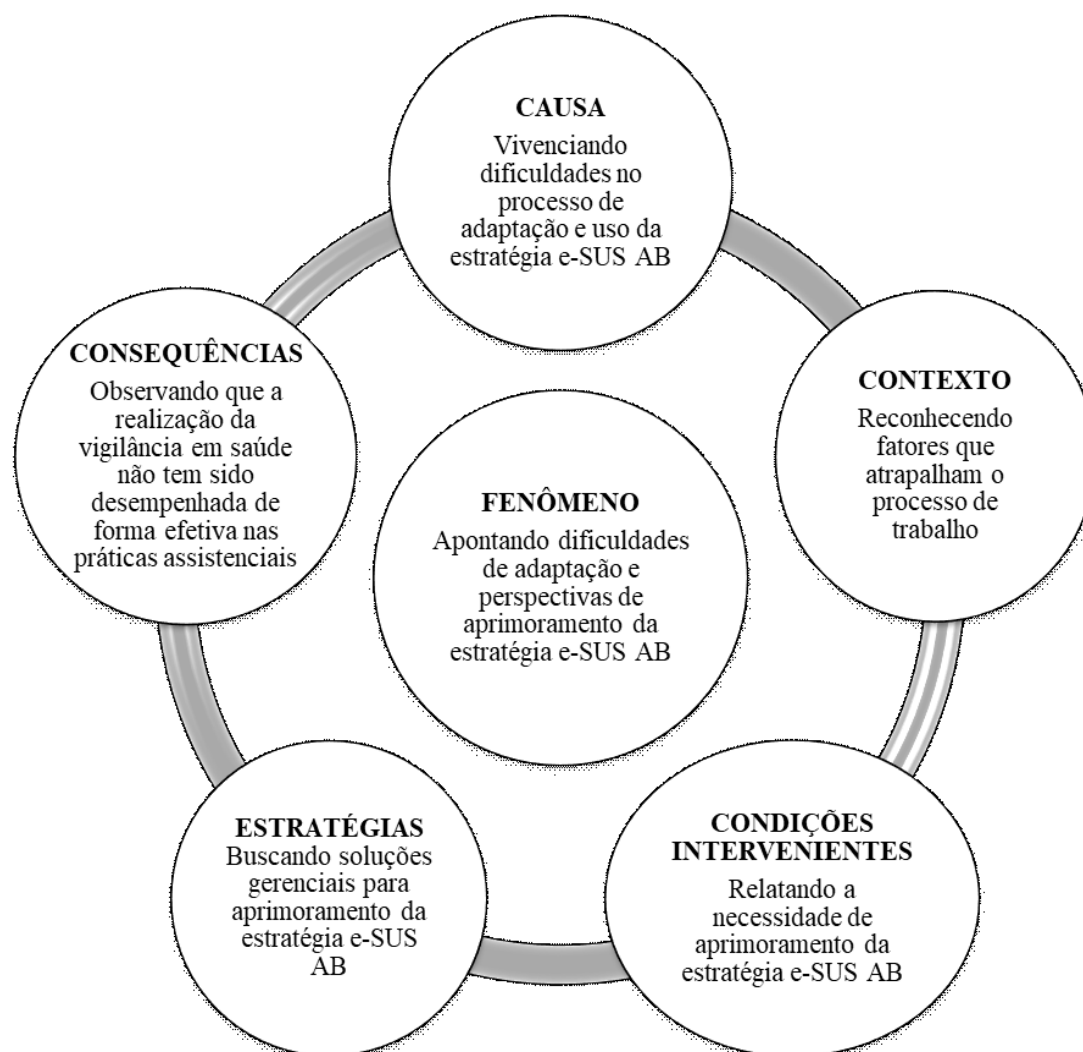 CAUSA
Vivenciando
dificuldades no
processo de
adaptação e uso da
estratégia e-SUS AB
CONTEXTO
Reconhecendo
fatores que
atrapalham o
processo de
trabalho
CONDIÇÕES
INTERVENIENTES
Relatando a
necessidade de
aprimoramento da
estratégia e-SUS AB
ESTRATÉGIAS
Buscando soluções
gerenciais para
aprimoramento da
estratégia e-SUS
AB
CONSEQUÊNCIAS
Observando que a
realização da
vigilância em saúde
não tem sido
desempenhada de
forma efetiva nas
práticas assistenciais
FENÔMENO
Apontando dificuldades
de adaptação e
perspectivas de
aprimoramento da
estratégia e-SUS AB